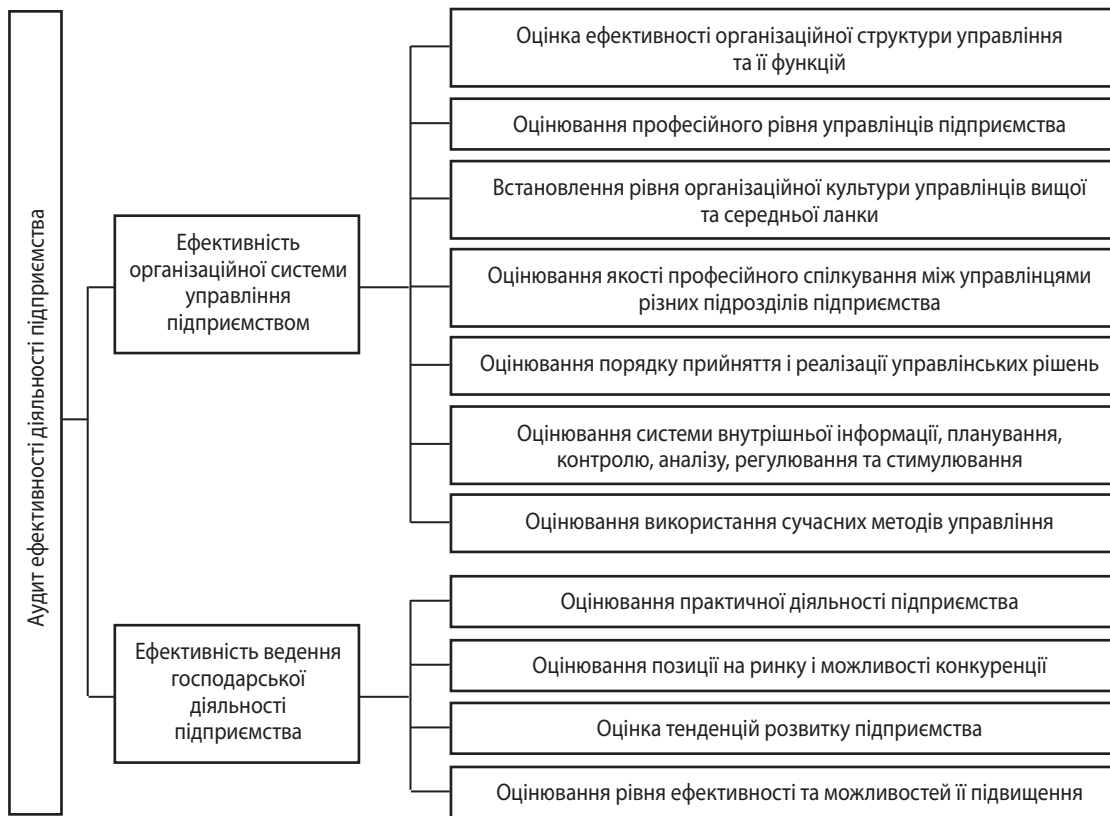 Аудит ефективності діяльності підприємства
Ефективність
організаційної системи
управління
підприємством
Оцінка ефективності організаційної структури управління
та її функцій
Оцінювання професійного рівня управлінців підприємства
Встановлення рівня організаційної культури управлінців вищої
та середньої ланки
Оцінювання якості професійного спілкування між управлінцями
різних підрозділів підприємства
Оцінювання порядку прийняття і реалізації управлінських рішень
Оцінювання системи внутрішньої інформації, планування,
контролю, аналізу, регулювання та стимулювання
Оцінювання використання сучасних методів управління
Ефективність ведення
господарської
діяльності
підприємства
Оцінювання практичної діяльності підприємства
Оцінювання позиції на ринку і можливості конкуренції
Оцінка тенденцій розвитку підприємства
Оцінювання рівня ефективності та можливостей її підвищення